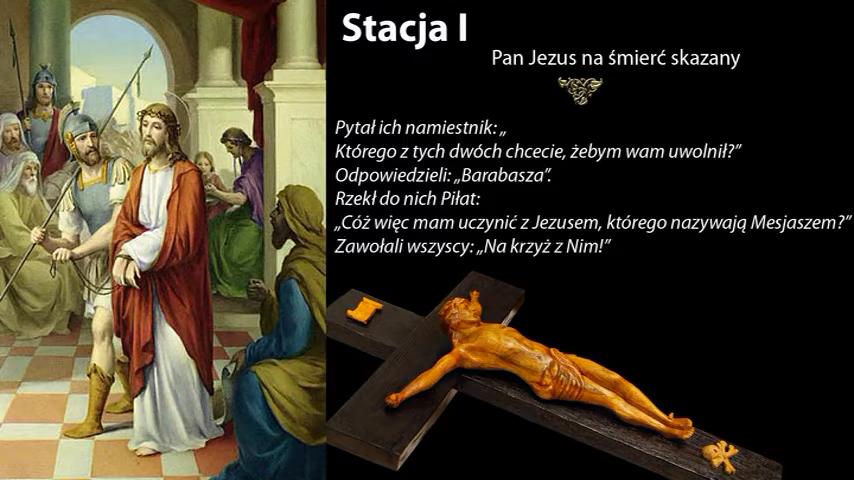 Stacja I
Pan Jezus na śmierć skazany
Pytał ich namiestnik: „
Którego z tych dwóch chcecie, żebym wam uwolnił?”
Odpowiedzieli: „Barabasza”.
Rzekł do nich Piłat:
„Cóż więc mam uczynić z Jezusem, którego nazywają Mesjaszem?”
Zawołali wszyscy: „Na krzyż z Nim!”